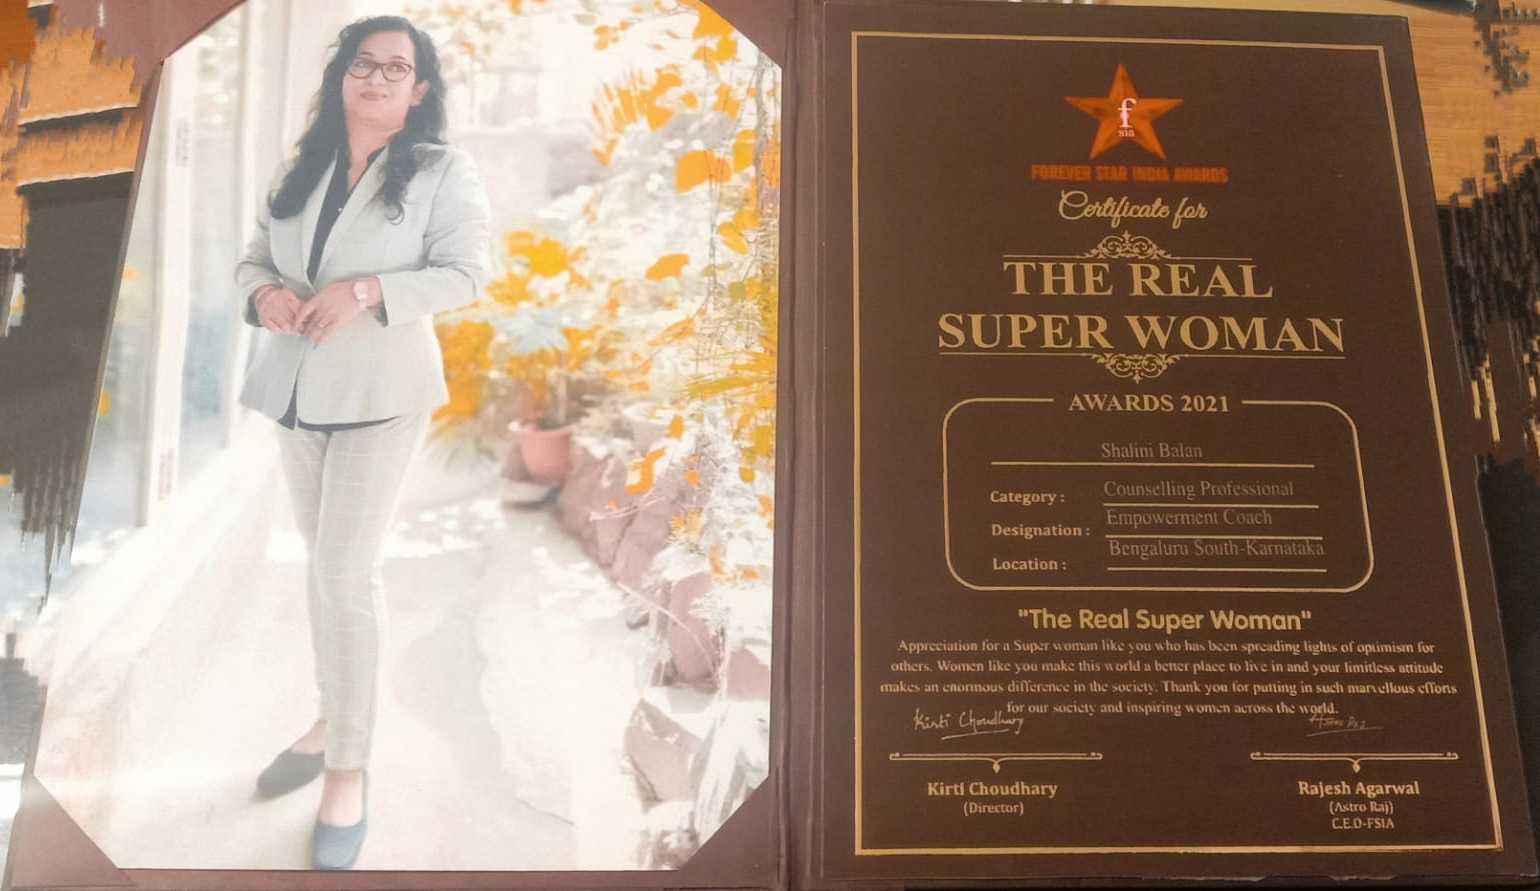 f
sia
FOREVER STAR INDIA AWARDS
Certificate for
THE REAL
SUPER WOMAN
AWARDS 2021
Shalini Balan
Category : Counselling Professional
Designation : Empowerment Coach
Location : Bengaluru South-Karnataka
"The Real Super Woman"
Appreciation for a Super woman like you who has been spreading lights of optimism for
others. Women like you make this world a better place to live in and your limitless attitude
makes an enormous difference in the society. Thank you for putting in such marvellous efforts
for our society and inspiring women across the world.
Kirti Choudhary
Kirti Choudhary Rajesh Agarwal
(Director) (Astro Raj)
C.E.O-FSIA